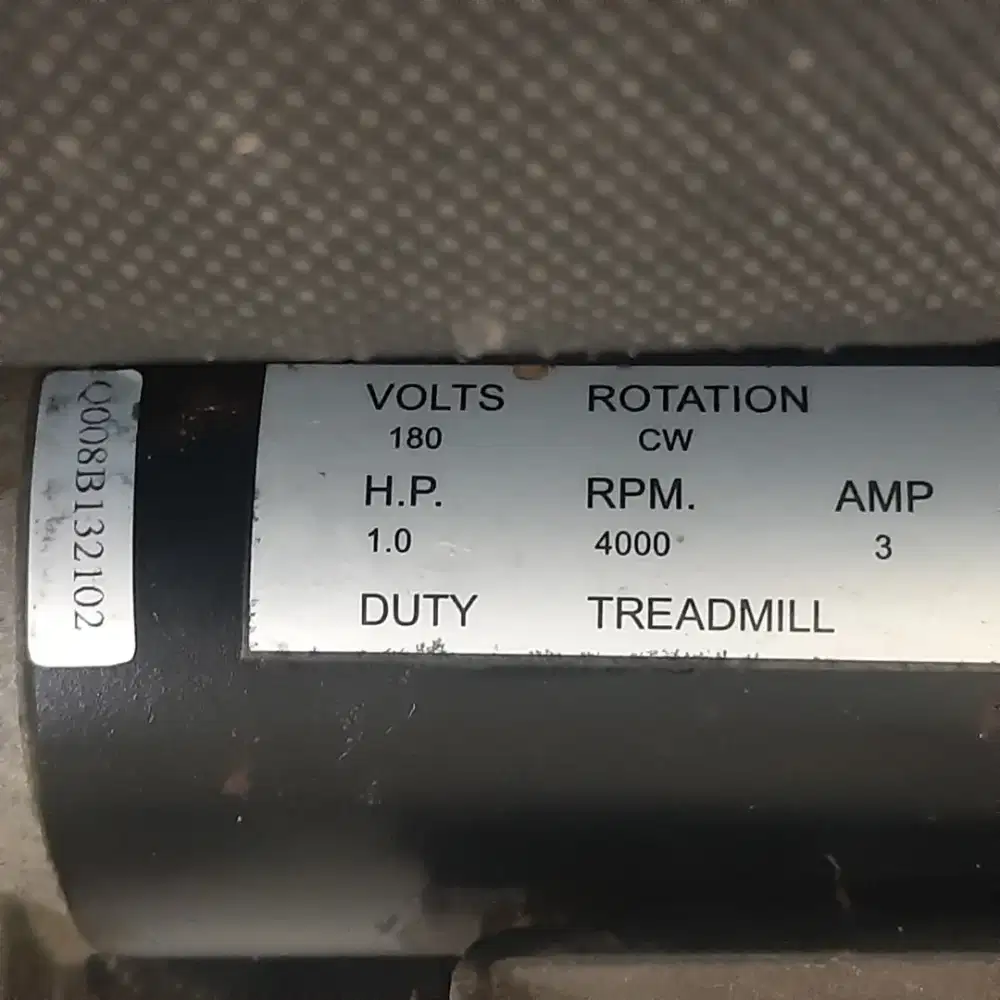 Q008B132102
VOLTS ROTATION
180 CW
H.P. RPM. AMP
1.0 4000 3
DUTY TREADMILL